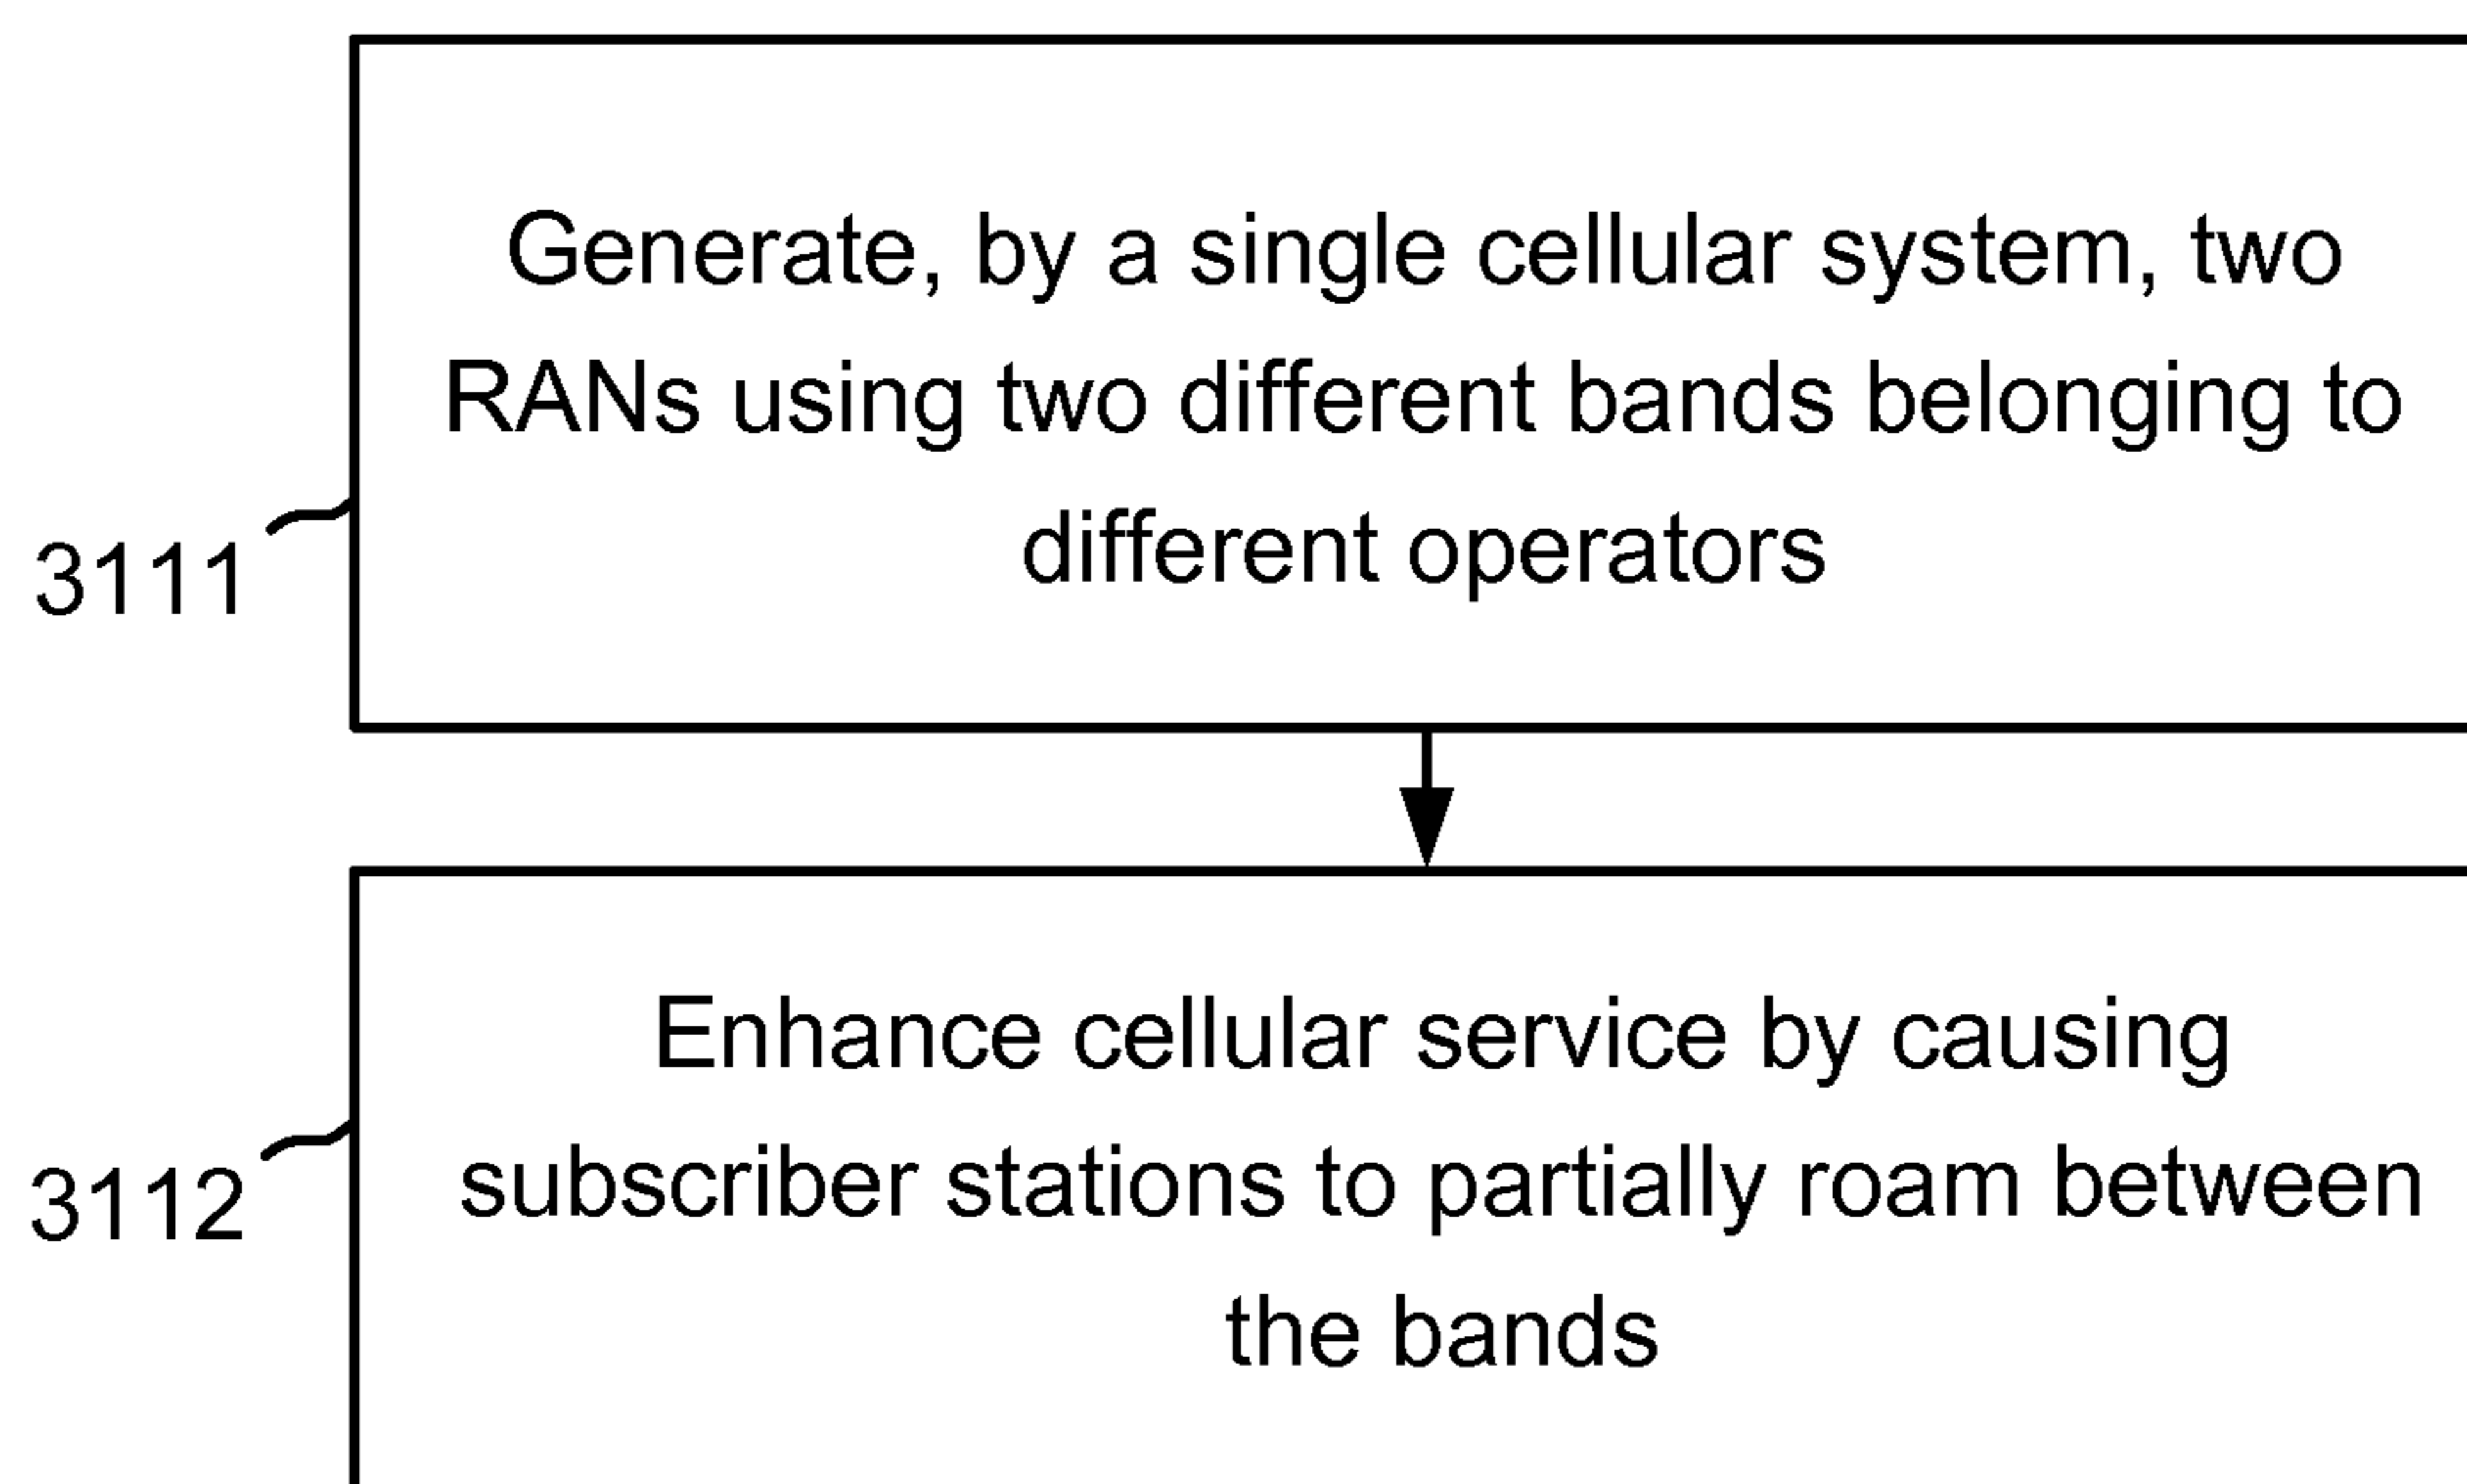 Generate, by a single cellular system, two
RANs using two different bands belonging to
different operators
3111
Enhance cellular service by causing
subscriber stations to partially roam between
the bands
3112